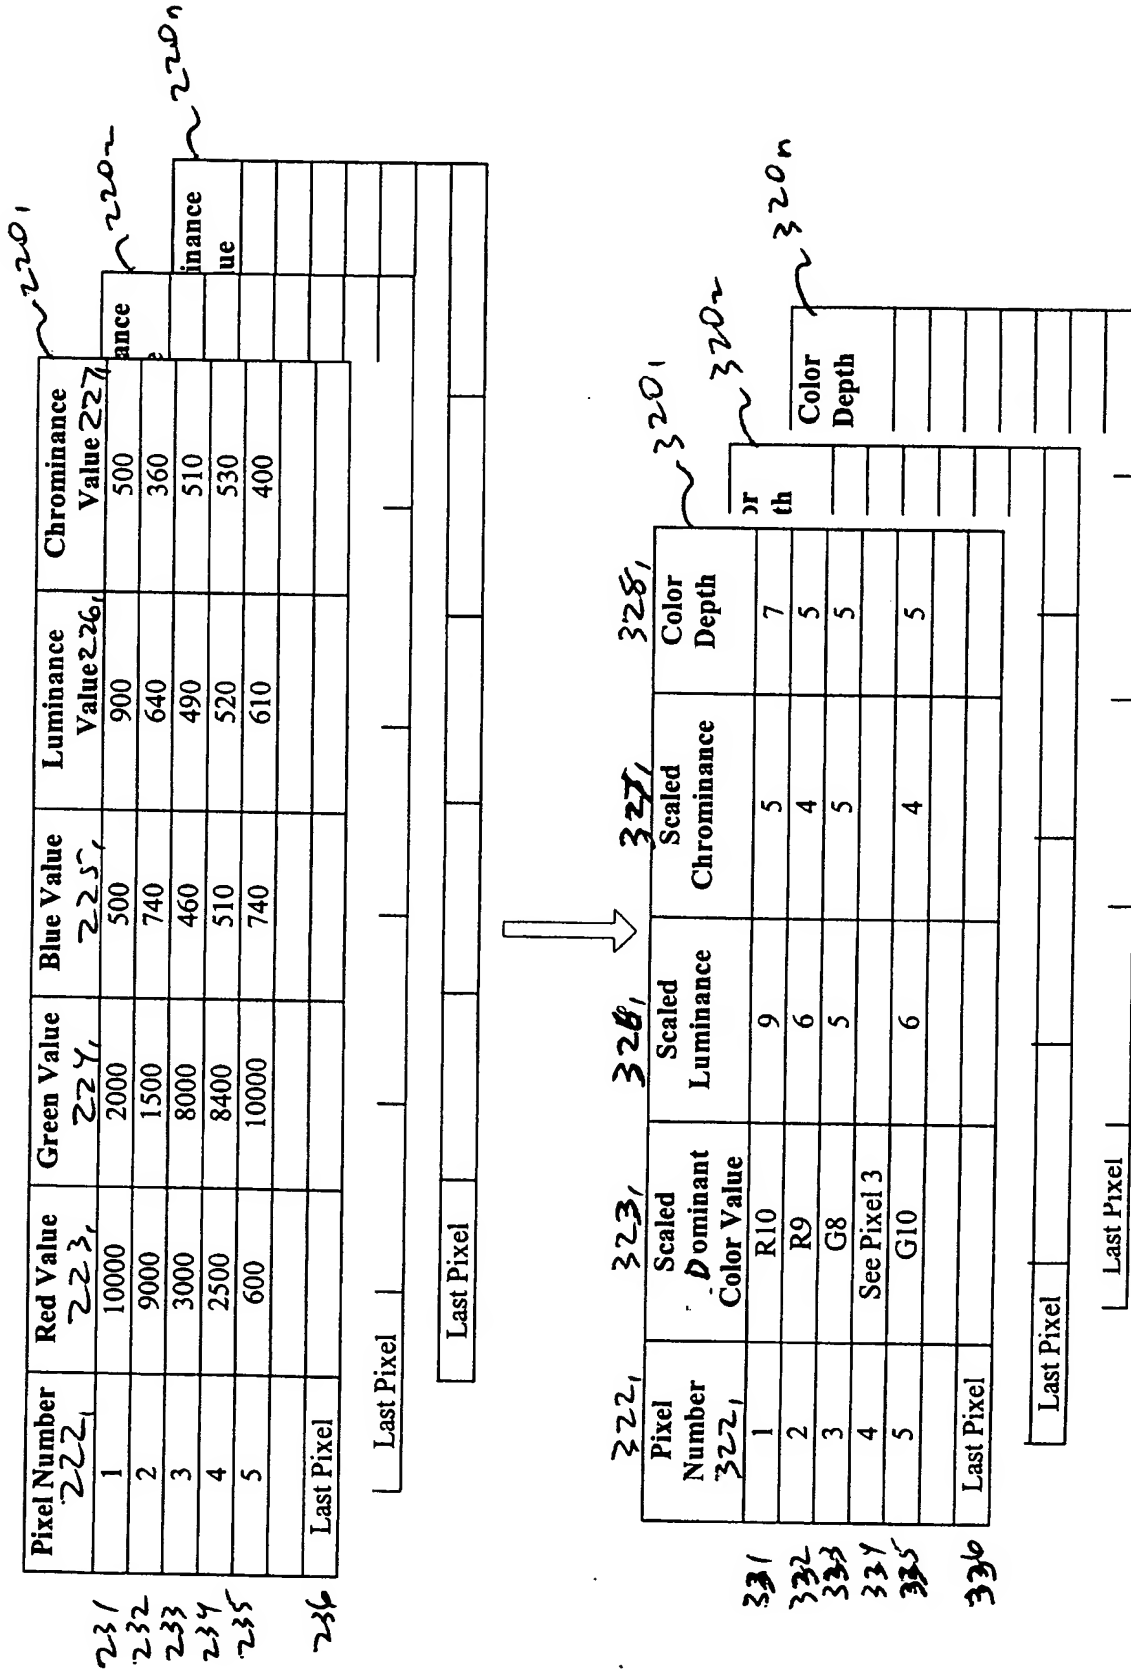 220₁
220₂
220ₙ
Pixel Number 222₁ Red Value 223₁ Green Value 224₁ Blue Value 225₁ Luminance Value 226₁ Chrominance Value 227₁
ance
e
inance
ue
231 1 10000 2000 500 900 500
232 2 9000 1500 740 640 360
233 3 3000 8000 460 490 510
234 4 2500 8400 510 520 530
235 5 600 10000 740 610 400
236 Last Pixel
Last Pixel
Last Pixel
322₁ 323₁ 326₁ 327₁ 328₁ 320₁
320₂
320ₙ
Pixel Number 322₁ Scaled Dominant Color Value Scaled Luminance Scaled Chrominance Color Depth
or
th
Color
Depth
331 1 R10 9 5 7
332 2 R9 6 4 5
333 3 G8 5 5 5
334 4 See Pixel 3
335 5 G10 6 4 5
336 Last Pixel
Last Pixel
Last Pixel